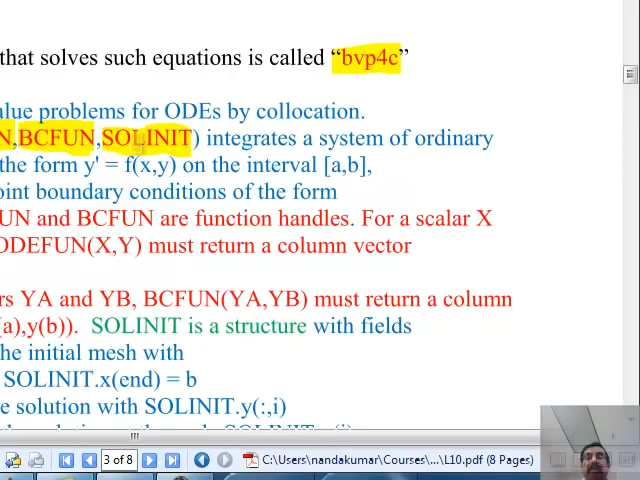 that solves such equations is called “bvp4c”
alue problems for ODEs by collocation.
N,BCFUN,SOLINIT) integrates a system of ordinary
the form y' = f(x,y) on the interval [a,b],
oint boundary conditions of the form
UN and BCFUN are function handles. For a scalar X
ODEFUN(X,Y) must return a column vector
rs YA and YB, BCFUN(YA,YB) must return a column
(a),y(b)). SOLINIT is a structure with fields
he initial mesh with
SOLINIT.x(end) = b
e solution with SOLINIT.y(:,i)
3 of 8 C:\Users\nandakumar\Courses\...\L10.pdf (8 Pages)